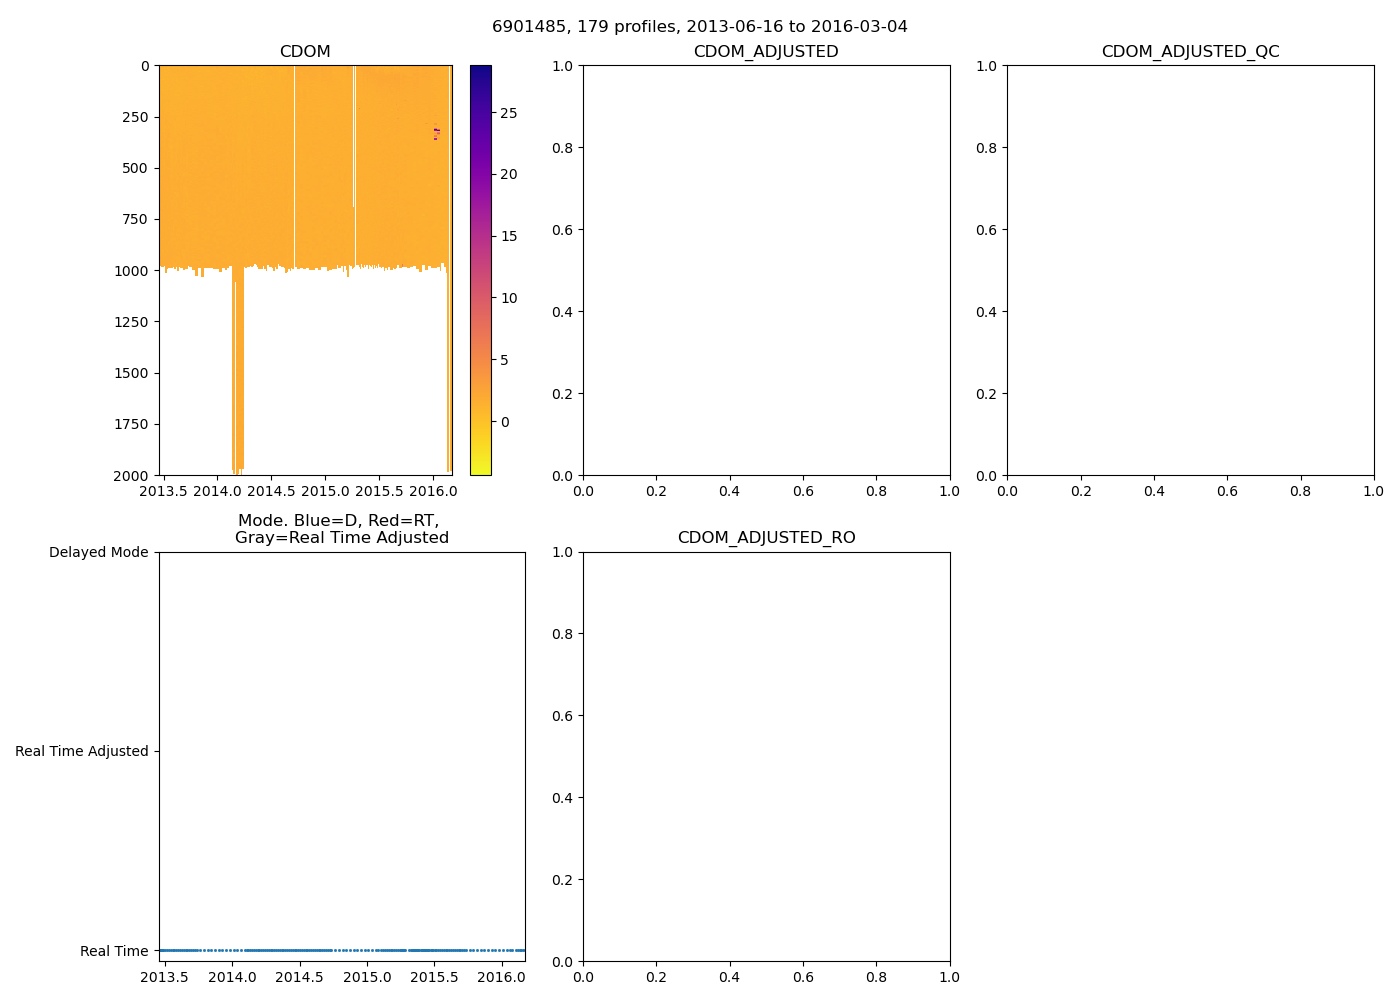 6901485, 179 profiles, 2013-06-16 to 2016-03-04
CDOM
0
250
500
750
1000
1250
1500
1750
2000
2013.5 2014.0 2014.5 2015.0 2015.5 2016.0
25
20
15
10
5
0
CDOM_ADJUSTED
1.0
0.8
0.6
0.4
0.2
0.0
0.0 0.2 0.4 0.6 0.8 1.0
CDOM_ADJUSTED_QC
1.0
0.8
0.6
0.4
0.2
0.0
0.0 0.2 0.4 0.6 0.8 1.0
Mode. Blue=D, Red=RT,
Gray=Real Time Adjusted
Delayed Mode
Real Time Adjusted
Real Time
2013.5 2014.0 2014.5 2015.0 2015.5 2016.0
CDOM_ADJUSTED_RO
1.0
0.8
0.6
0.4
0.2
0.0
0.0 0.2 0.4 0.6 0.8 1.0